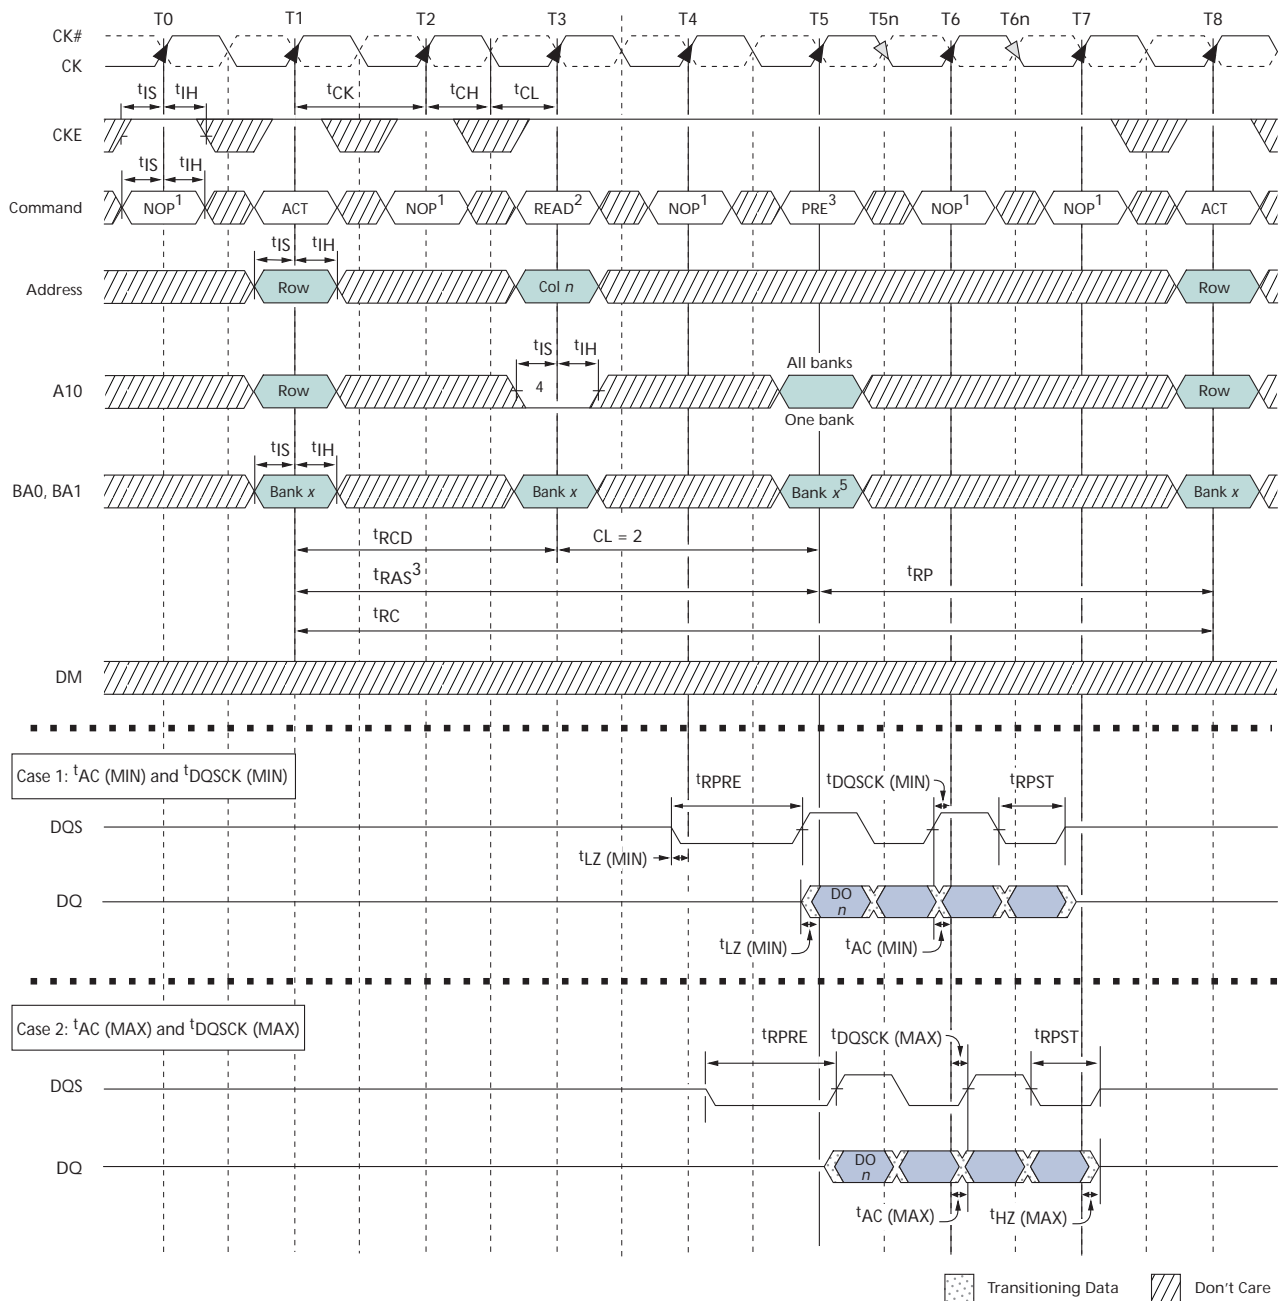 T0 T1 T2 T3 T4 T5 T5n T6 T6n T7 T8
CK#
CK
tIS tIH tCK tCH tCL
CKE
tIS tIH
Command NOP1 ACT NOP1 READ2 NOP1 PRE3 NOP1 NOP1 ACT
tIS tIH
Address Row Col n Row
tIS tIH All banks
A10 Row 4 Row
One bank
tIS tIH
BA0, BA1 Bank x Bank x Bank x5 Bank x
tRCD CL = 2
tRAS3 tRP
tRC
DM
Case 1: tAC (MIN) and tDQSCK (MIN)
tRPRE tDQSCK (MIN) tRPST
DQS
tLZ (MIN)
DQ DO n
tLZ (MIN) tAC (MIN)
Case 2: tAC (MAX) and tDQSCK (MAX)
tRPRE tDQSCK (MAX) tRPST
DQS
DQ DO n
tAC (MAX) tHZ (MAX)
Transitioning Data Don't Care